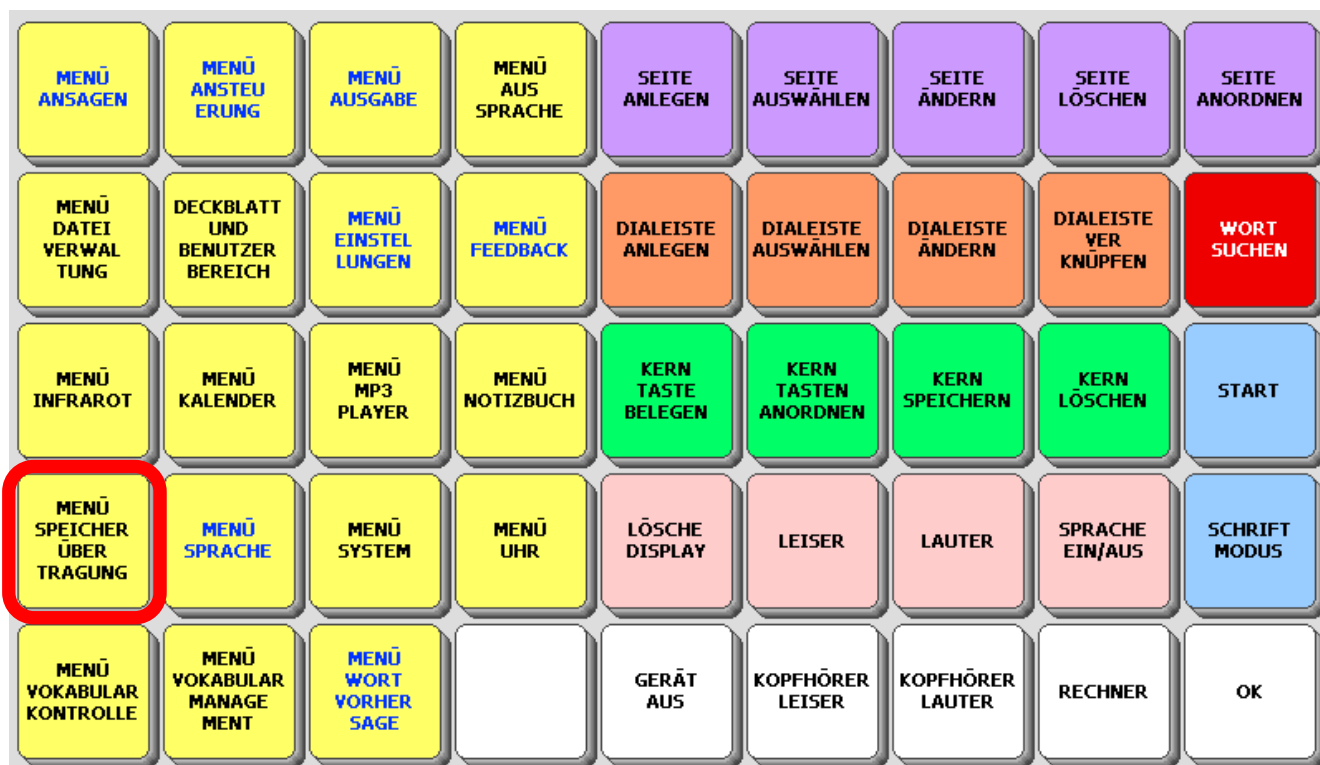 MENÜ
ANSAGEN
MENÜ
ANSTEU
ERUNG
MENÜ
AUSGABE
MENÜ
AUS
SPRACHE
SEITE
ANLEGEN
SEITE
AUSWÄHLEN
SEITE
ÄNDERN
SEITE
LÖSCHEN
SEITE
ANORDNEN
MENÜ
DATEI
VERWAL
TUNG
DECKBLATT
UND
BENUTZER
BEREICH
MENÜ
EINSTEL
LUNGEN
MENÜ
FEEDBACK
DIALEISTE
ANLEGEN
DIALEISTE
AUSWÄHLEN
DIALEISTE
ÄNDERN
DIALEISTE
VER
KNÜPFEN
WORT
SUCHEN
MENÜ
INFRAROT
MENÜ
KALENDER
MENÜ
MP3
PLAYER
MENÜ
NOTIZBUCH
KERN
TASTE
BELEGEN
KERN
TASTEN
ANORDNEN
KERN
SPEICHERN
KERN
LÖSCHEN
START
MENÜ
SPEICHER
ÜBER
TRAGUNG
MENÜ
SPRACHE
MENÜ
SYSTEM
MENÜ
UHR
LÖSCHE
DISPLAY
LEISER
LAUTER
SPRACHE
EIN/AUS
SCHRIFT
MODUS
MENÜ
VOKABULAR
KONTROLLE
MENÜ
VOKABULAR
MANAGE
MENT
MENÜ
WORT
VORHER
SAGE
GERÄT
AUS
KOPFHÖRER
LEISER
KOPFHÖRER
LAUTER
RECHNER
OK